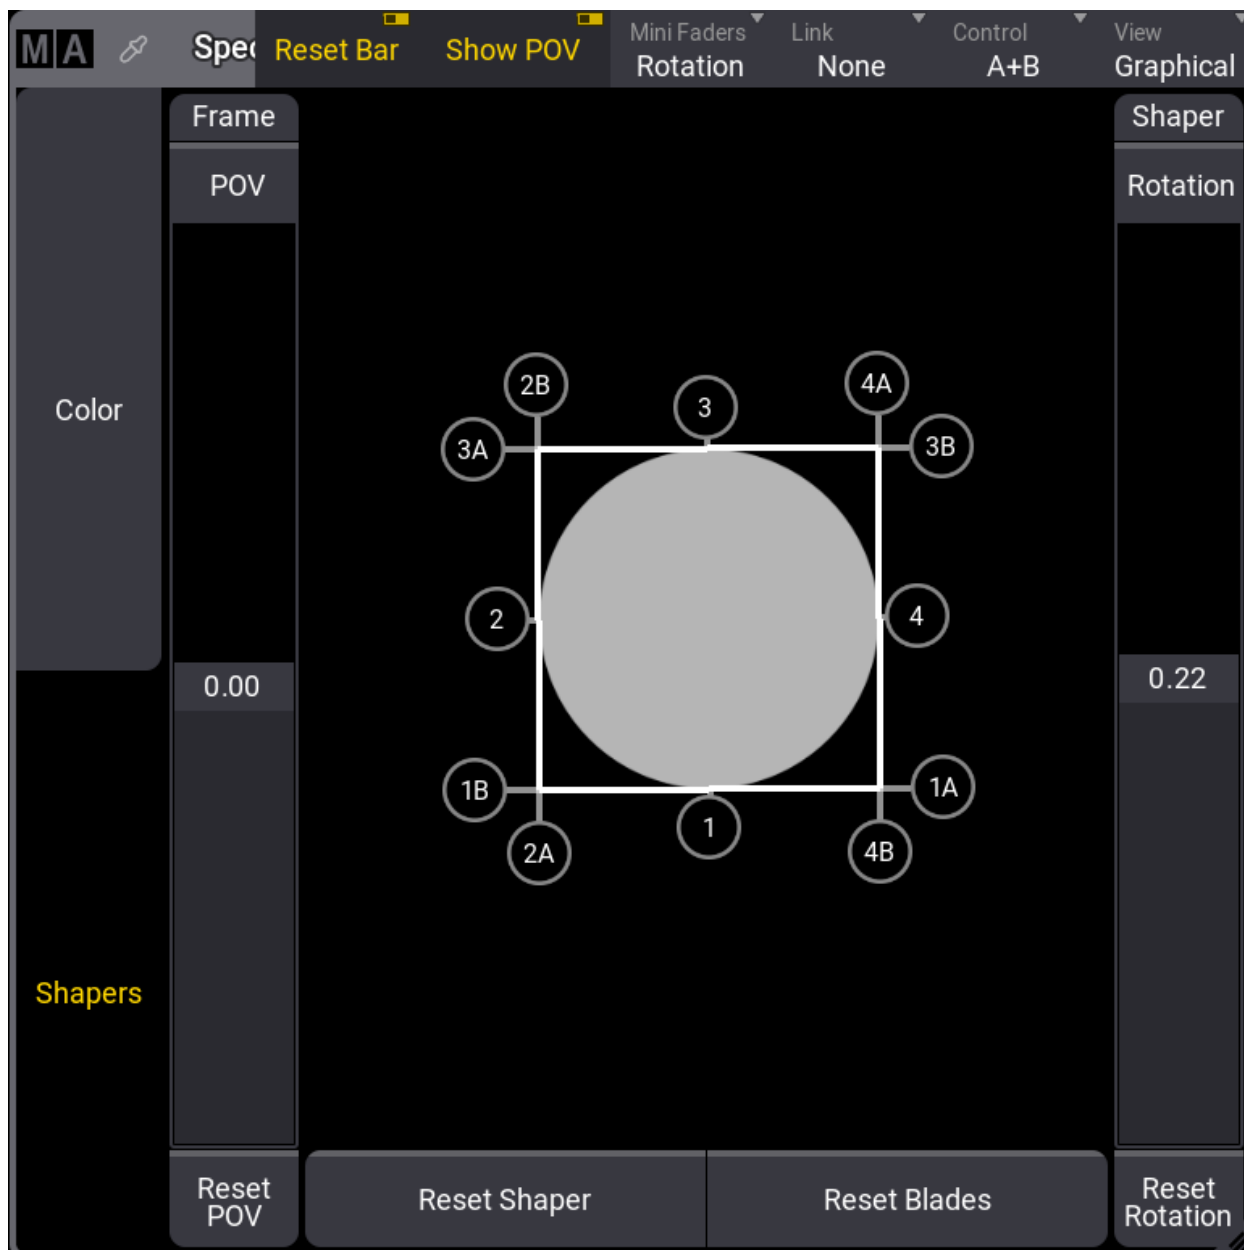 MA
Spec
Reset Bar
Show POV
Mini Faders
Rotation
Link
None
Control
A+B
View
Graphical
Frame
POV
Shaper
Rotation
Color
Shapers
2B
3
4A
3A
3B
2
4
1B
1
1A
2A
4B
0.00
0.22
Reset
POV
Reset Shaper
Reset Blades
Reset
Rotation